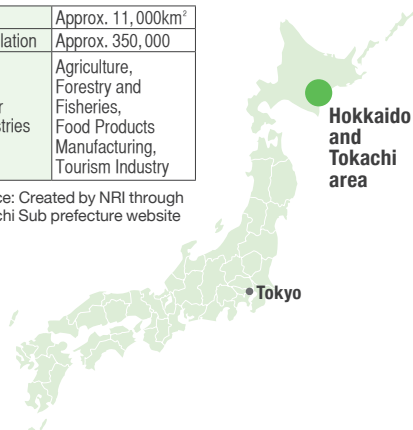 Approx. 11,000km²
lation Approx. 350,000
Agriculture,
Forestry and
Fisheries,
Food Products
Manufacturing,
Tourism Industry
r
stries
ce: Created by NRI through
chi Sub prefecture website
Hokkaido
and
Tokachi
area
Tokyo